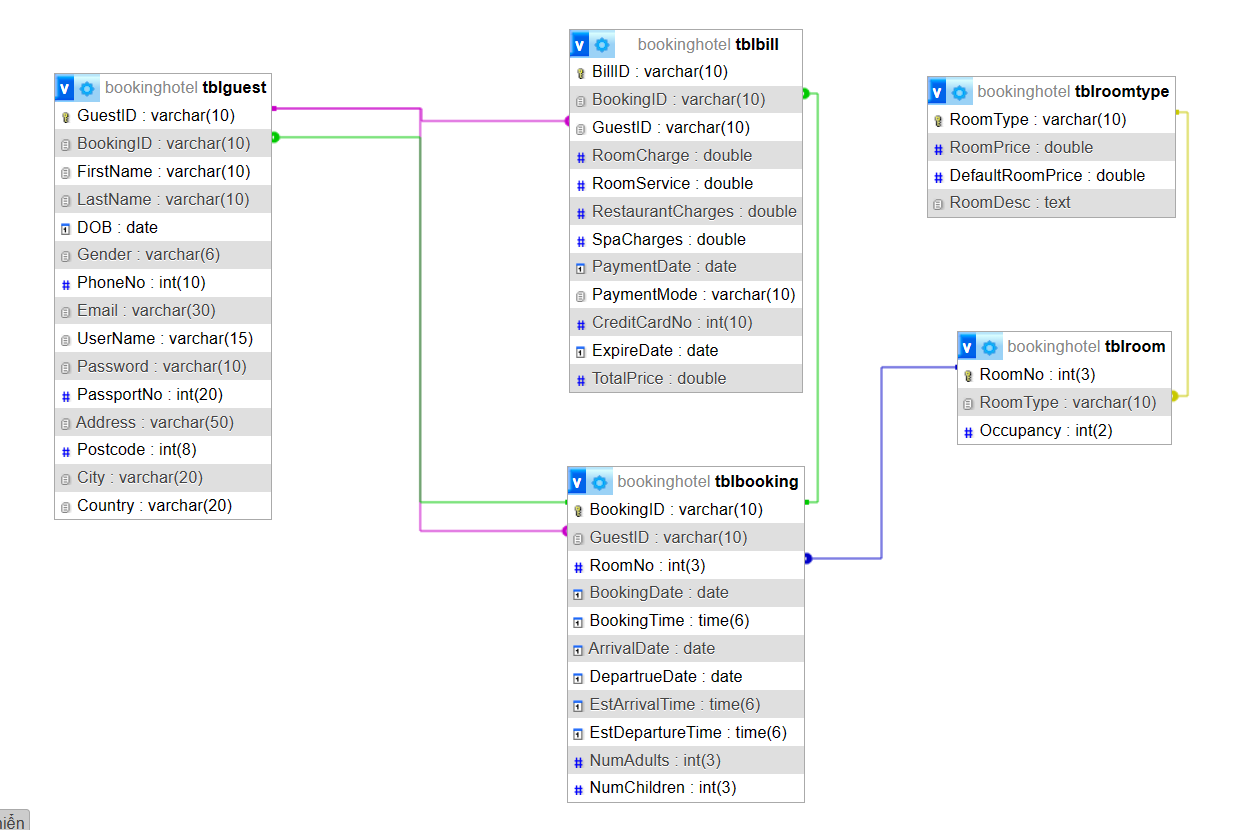 bookinghotel tblguest
GuestID : varchar(10)
BookingID : varchar(10)
FirstName : varchar(10)
LastName : varchar(10)
DOB : date
Gender : varchar(6)
PhoneNo : int(10)
Email : varchar(30)
UserName : varchar(15)
Password : varchar(10)
PassportNo : int(20)
Address : varchar(50)
Postcode : int(8)
City : varchar(20)
Country : varchar(20)
bookinghotel tblbill
BillID : varchar(10)
BookingID : varchar(10)
GuestID : varchar(10)
RoomCharge : double
RoomService : double
RestaurantCharges : double
SpaCharges : double
PaymentDate : date
PaymentMode : varchar(10)
CreditCardNo : int(10)
ExpireDate : date
TotalPrice : double
bookinghotel tblbooking
BookingID : varchar(10)
GuestID : varchar(10)
RoomNo : int(3)
BookingDate : date
BookingTime : time(6)
ArrivalDate : date
DepartrueDate : date
EstArrivalTime : time(6)
EstDepartureTime : time(6)
NumAdults : int(3)
NumChildren : int(3)
bookinghotel tblroomtype
RoomType : varchar(10)
RoomPrice : double
DefaultRoomPrice : double
RoomDesc : text
bookinghotel tblroom
RoomNo : int(3)
RoomType : varchar(10)
Occupancy : int(2)